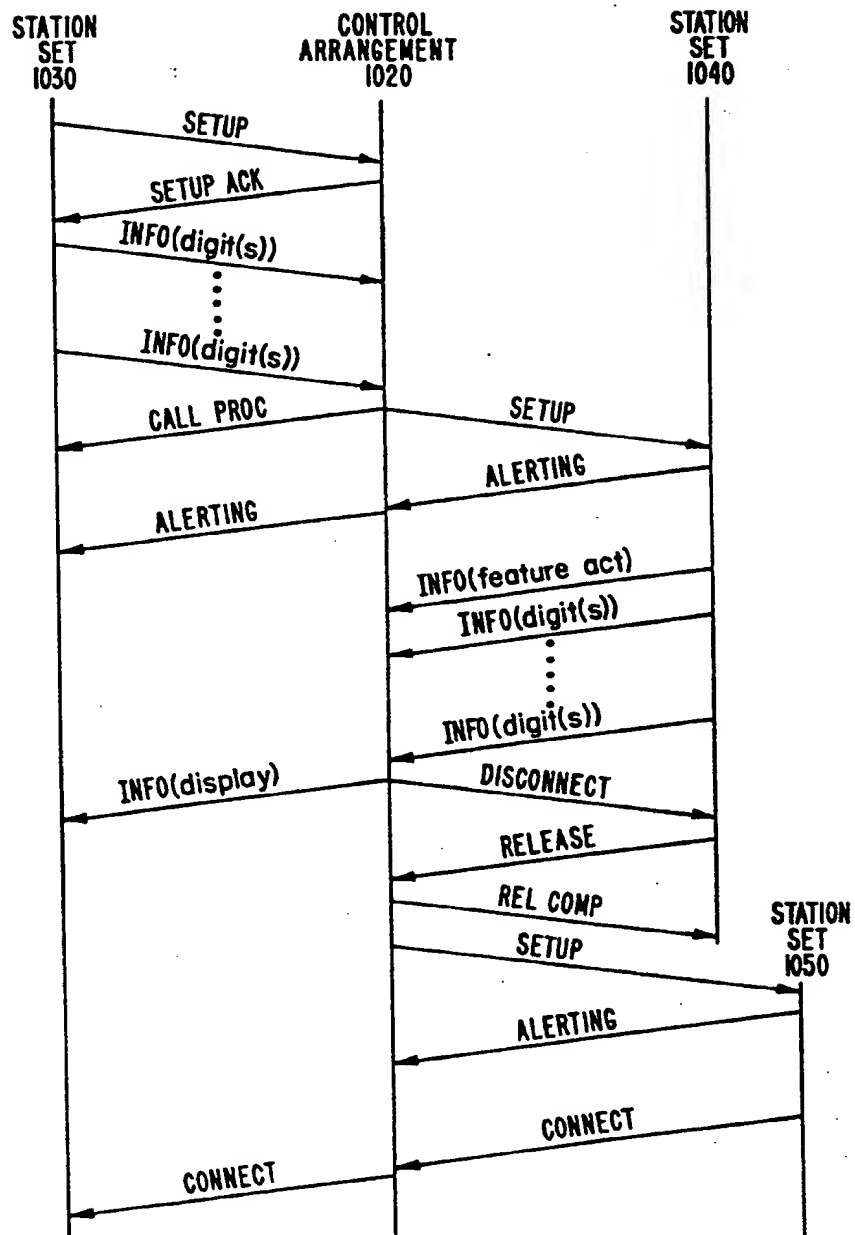 STATION
SET
1030
CONTROL
ARRANGEMENT
1020
STATION
SET
1040
SETUP
SETUP ACK
INFO(digit(s))
INFO(digit(s))
CALL PROC
SETUP
ALERTING
ALERTING
INFO(feature act)
INFO(digit(s))
INFO(digit(s))
INFO(display)
DISCONNECT
RELEASE
REL COMP
STATION
SET
1050
SETUP
ALERTING
CONNECT
CONNECT